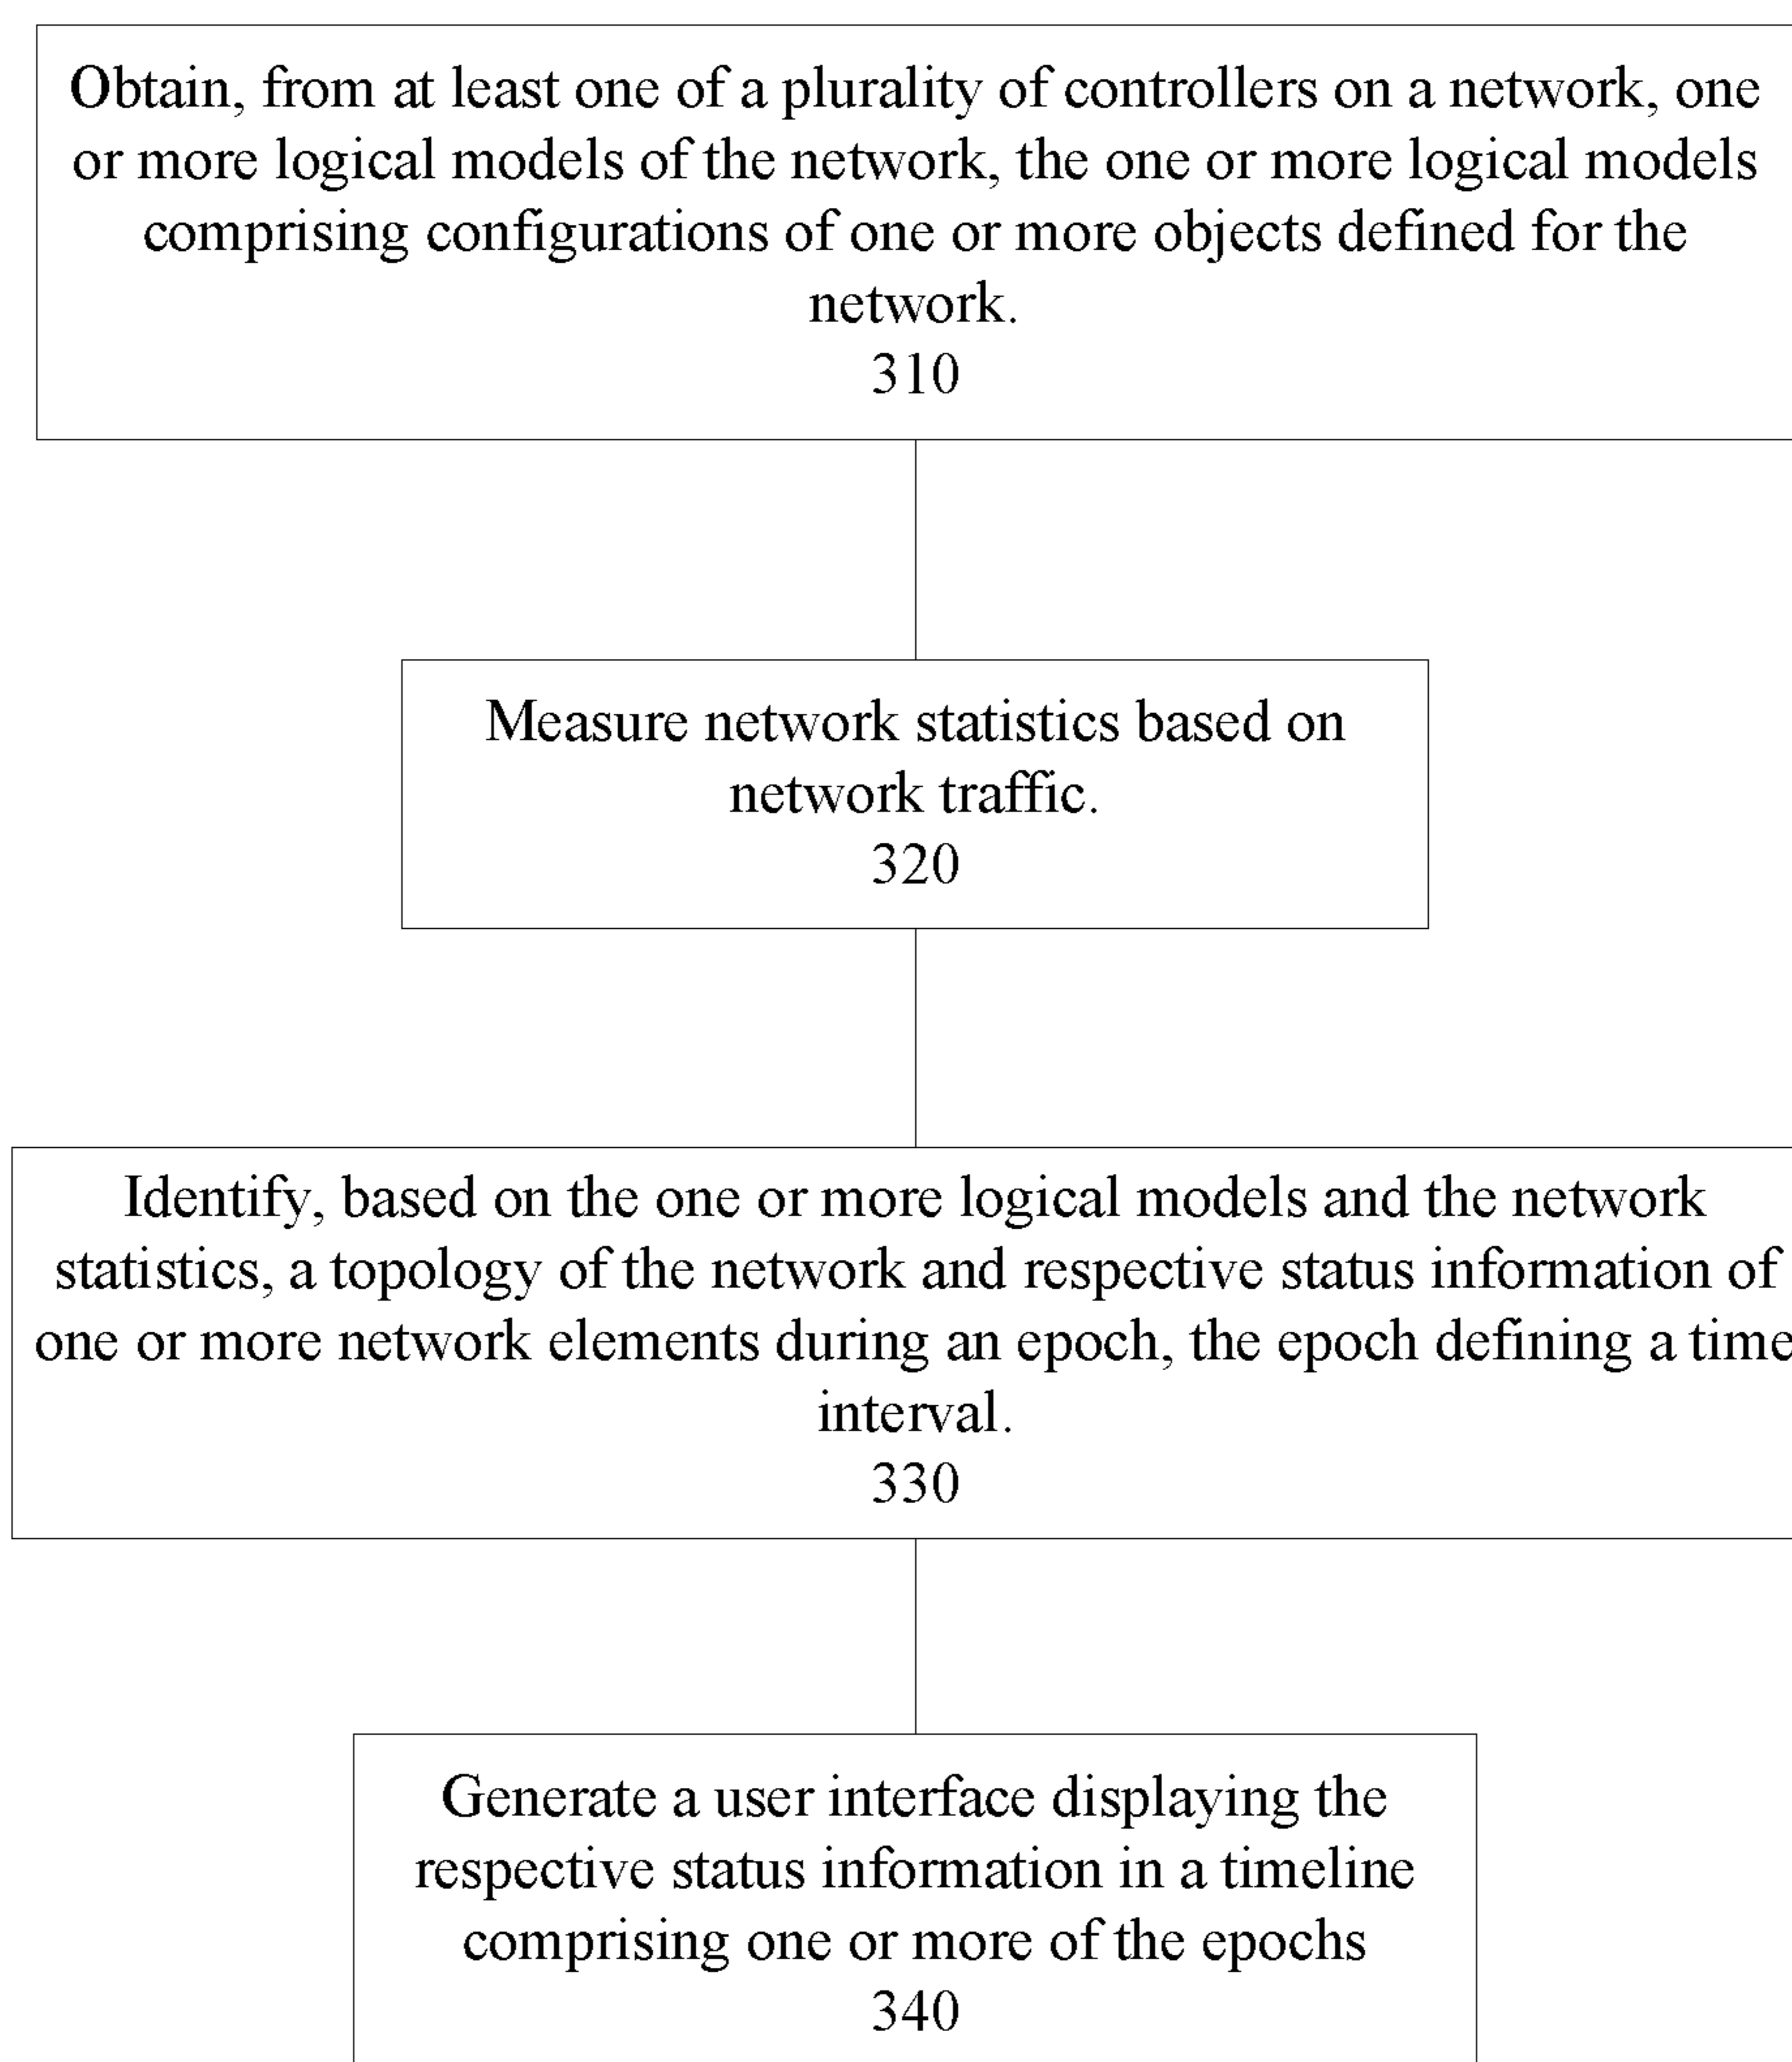 Obtain, from at least one of a plurality of controllers on a network, one
or more logical models of the network, the one or more logical models
comprising configurations of one or more objects defined for the
network.
310
Measure network statistics based on
network traffic.
320
Identify, based on the one or more logical models and the network
statistics, a topology of the network and respective status information of
one or more network elements during an epoch, the epoch defining a time
interval.
330
Generate a user interface displaying the
respective status information in a timeline
comprising one or more of the epochs
340